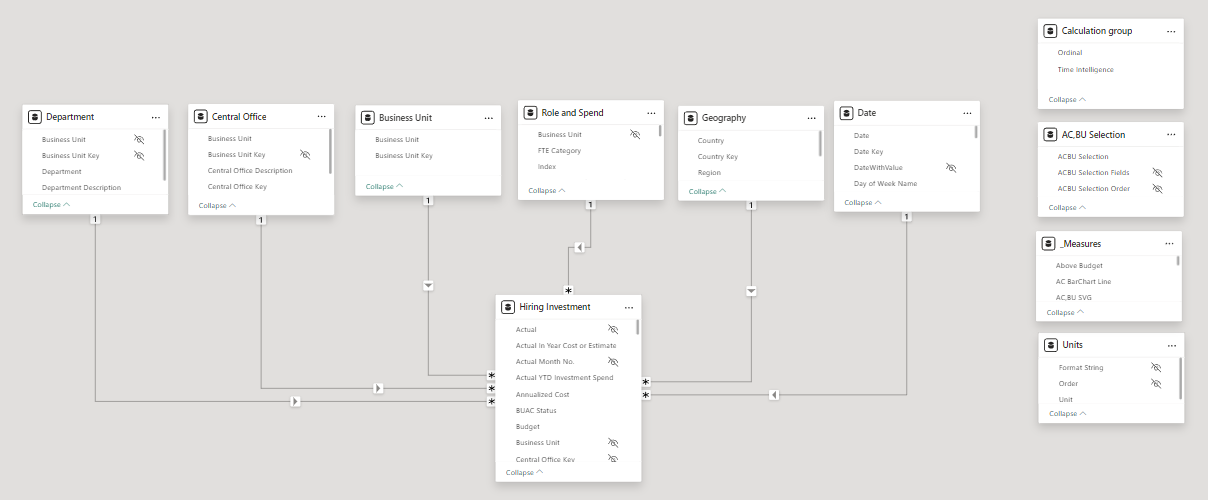 Department
Business Unit
Business Unit Key
Department
Department Description
Collapse
1
Central Office
Business Unit
Business Unit Key
Central Office Description
Central Office Key
Collapse
1
Business Unit
Business Unit
Business Unit Key
Collapse
1
Role and Spend
Business Unit
FTE Category
Index
Collapse
1
Geography
Country
Country Key
Region
Collapse
1
Date
Date
Date Key
DateWithValue
Day of Week Name
Collapse
1
Calculation group
Ordinal
Time Intelligence
Collapse
AC,BU Selection
ACBU Selection
ACBU Selection Fields
ACBU Selection Order
Collapse
_Measures
Above Budget
AC BarChart Line
AC,BU SVG
Collapse
Units
Format String
Order
Unit
Collapse
*
Hiring Investment
Actual
Actual In Year Cost or Estimate
Actual Month No.
Actual YTD Investment Spend
Annualized Cost
BUAC Status
Budget
Business Unit
Central Office Key
Collapse
*
*
*
*
*